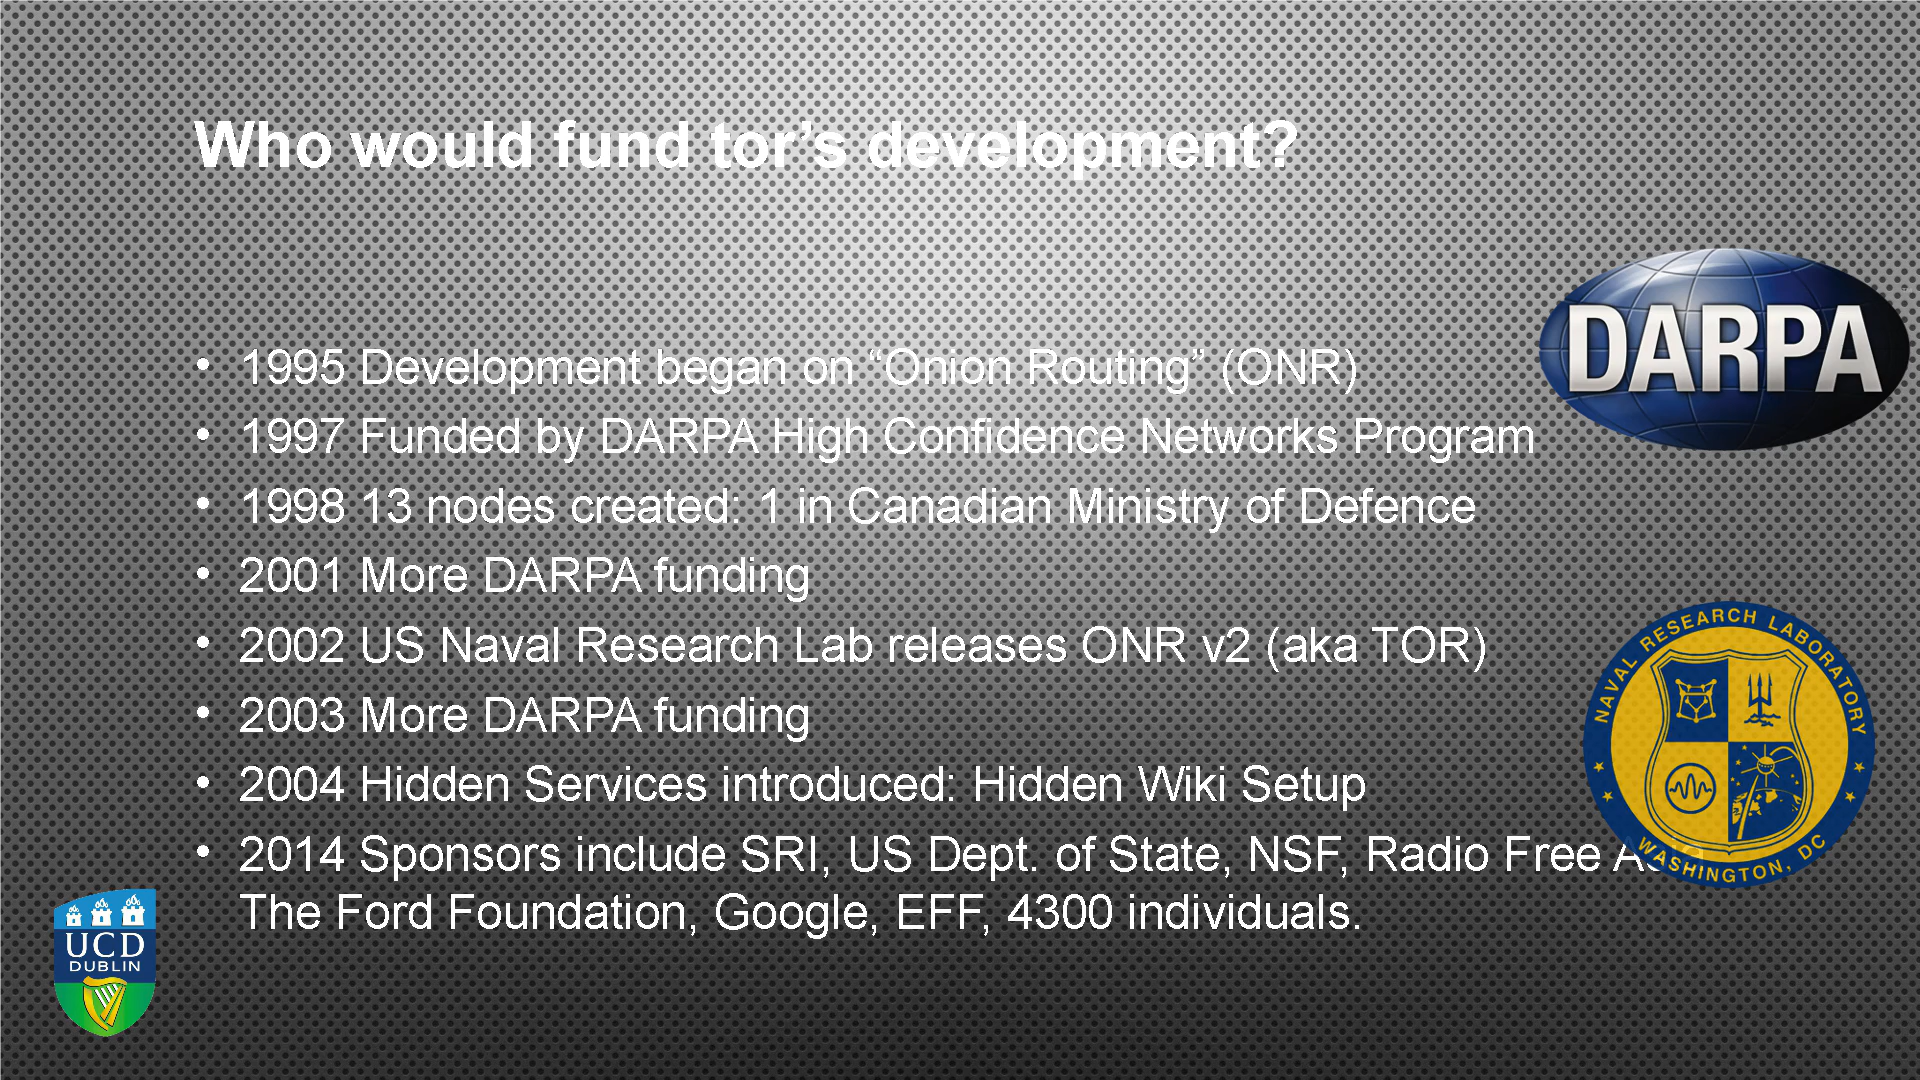 Who would fund tor’s development?
• 1995 Development began on “Onion Routing” (ONR)
• 1997 Funded by DARPA High Confidence Networks Program
• 1998 13 nodes created: 1 in Canadian Ministry of Defence
• 2001 More DARPA funding
• 2002 US Naval Research Lab releases ONR v2 (aka TOR)
• 2003 More DARPA funding
• 2004 Hidden Services introduced: Hidden Wiki Setup
• 2014 Sponsors include SRI, US Dept. of State, NSF, Radio Free
The Ford Foundation, Google, EFF, 4300 individuals.
DARPA
NAVAL RESEARCH LABORATORY
WASHINGTON, DC
UCD
DUBLIN